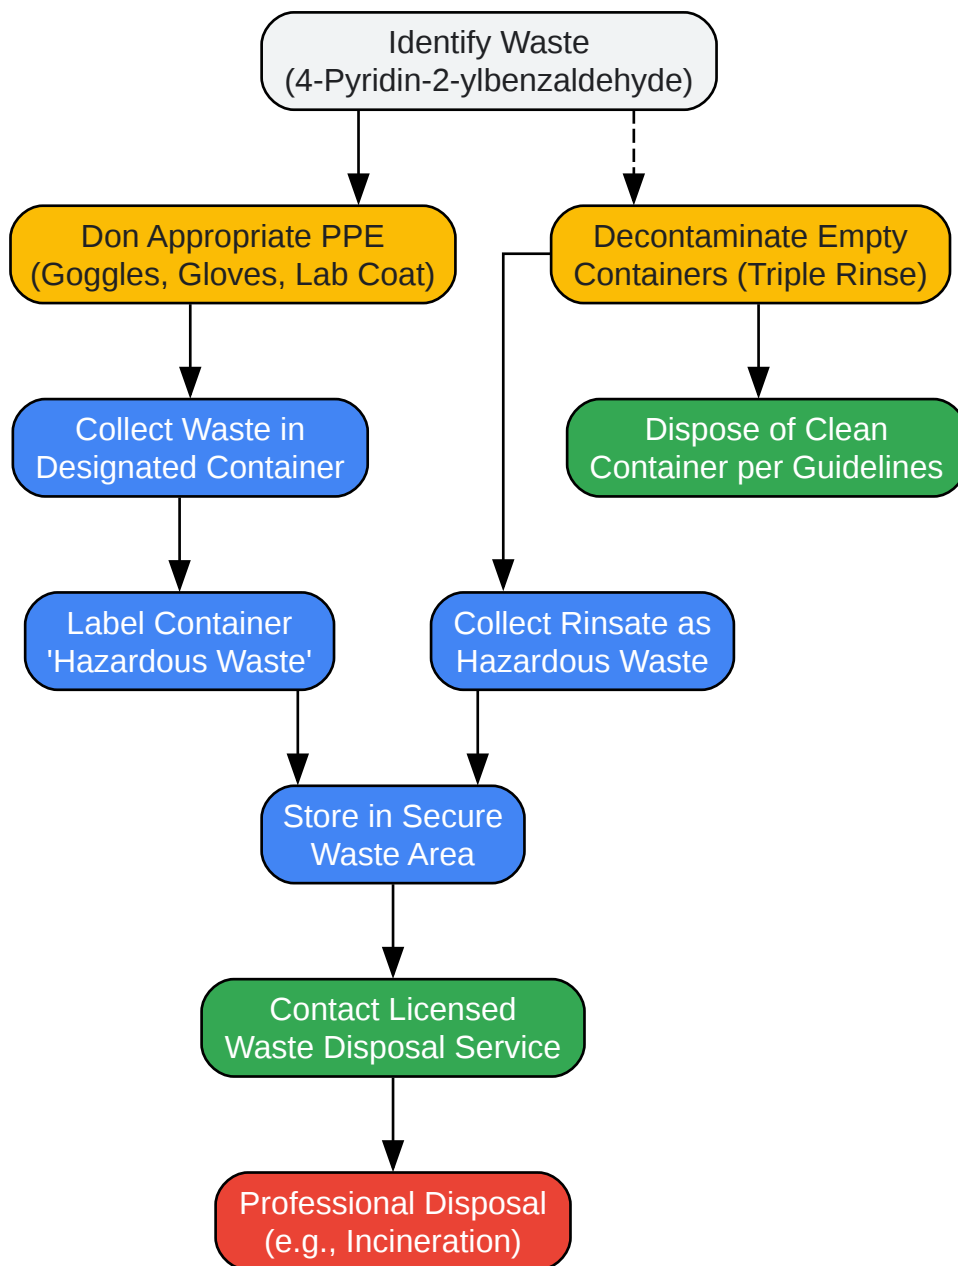 Identify Waste
(4-Pyridin-2-ylbenzaldehyde)
Don Appropriate PPE
(Goggles, Gloves, Lab Coat)
Decontaminate Empty
Containers (Triple Rinse)
Collect Waste in
Designated Container
Dispose of Clean
Container per Guidelines
Label Container
'Hazardous Waste'
Collect Rinsate as
Hazardous Waste
Store in Secure
Waste Area
Contact Licensed
Waste Disposal Service
Professional Disposal
(e.g., Incineration)